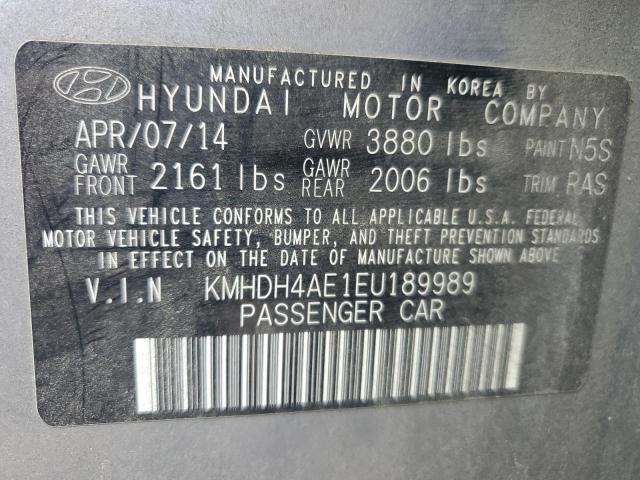 MANUFACTURED IN KOREA BY
HYUNDAI MOTOR COMPANY
APR/07/14 GVWR 3880 lbs PAINT N5S
GAWR FRONT 2161 lbs GAWR REAR 2006 lbs TRIM RAS
THIS VEHICLE CONFORMS TO ALL APPLICABLE U.S.A. FEDERAL
MOTOR VEHICLE SAFETY, BUMPER, AND THEFT PREVENTION STANDARDS
IN EFFECT ON THE DATE OF MANUFACTURE SHOWN ABOVE
V.I.N KMHDH4AE1EU189989
PASSENGER CAR